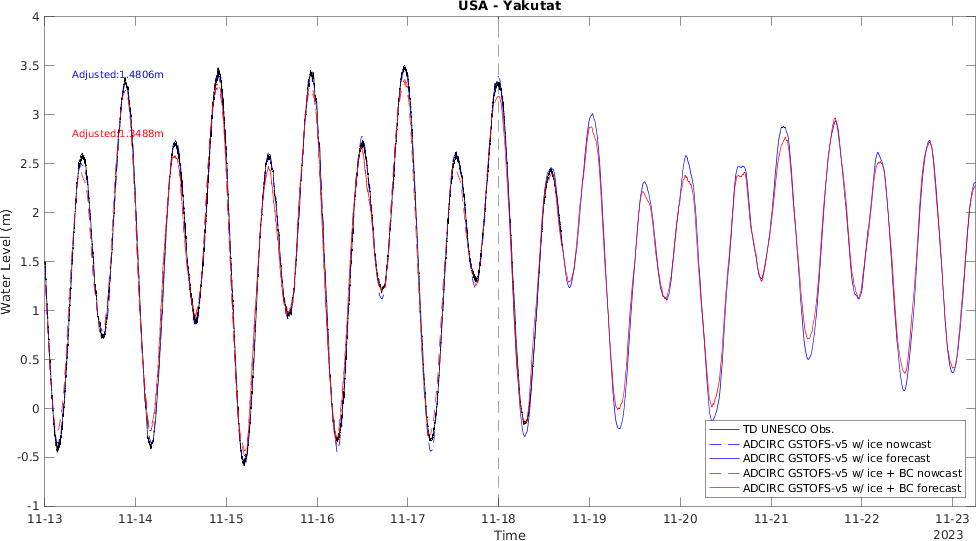 USA - Yakutat
4
3.5
3
2.5
2
1.5
1
0.5
0
-0.5
-1
Water Level (m)
Adjusted:1.4806m
Adjusted:1.3488m
TD UNESCO Obs.
ADCIRC GSTOFS-v5 w/ ice nowcast
ADCIRC GSTOFS-v5 w/ ice forecast
ADCIRC GSTOFS-v5 w/ ice + BC nowcast
ADCIRC GSTOFS-v5 w/ ice + BC forecast
11-13 11-14 11-15 11-16 11-17 11-18 11-19 11-20 11-21 11-22 11-23
Time
2023